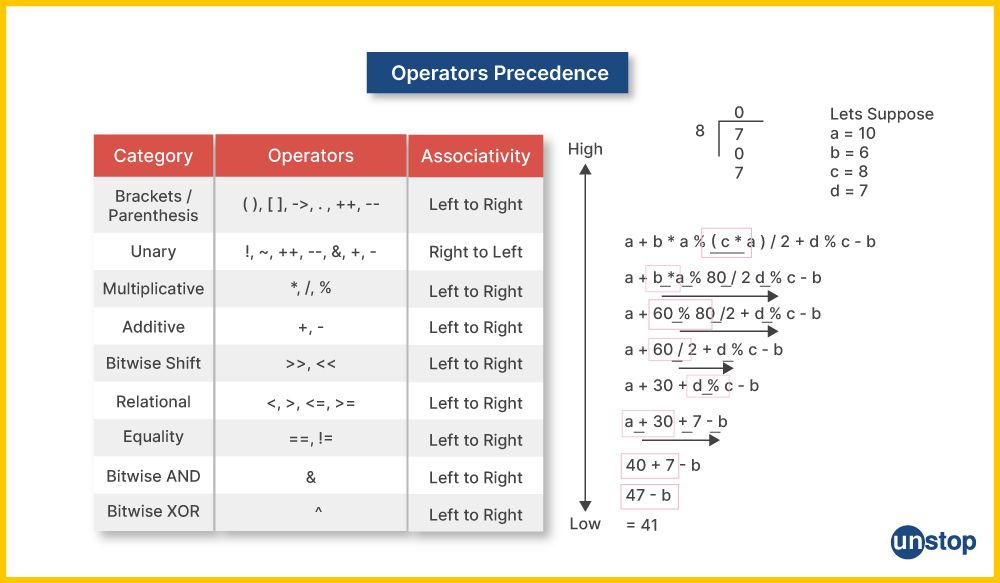 Operators Precedence
Category Operators Associativity
Brackets / Parenthesis ( ), [ ], ->, . , ++, -- Left to Right
Unary !, ~, ++, --, &, +, - Right to Left
Multiplicative *, /, % Left to Right
Additive +, - Left to Right
Bitwise Shift >>, << Left to Right
Relational <, >, <=, >= Left to Right
Equality ==, != Left to Right
Bitwise AND & Left to Right
Bitwise XOR ^ Left to Right
High
Low
0
8 7
0
7
Lets Suppose
a = 10
b = 6
c = 8
d = 7
a + b * a % ( c * a ) / 2 + d % c - b
a + b * a % 80 / 2 d % c - b
a + 60 % 80 /2 + d % c - b
a + 60 / 2 + d % c - b
a + 30 + d % c - b
a + 30 + 7 - b
40 + 7 - b
47 - b
= 41
unstop